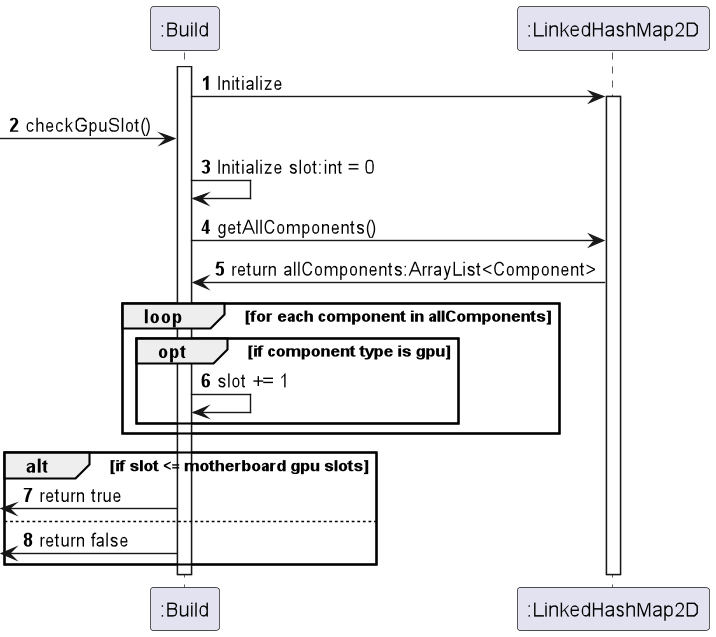 :Build
:LinkedHashMap2D
1 Initialize
2 checkGpuSlot()
3 Initialize slot:int = 0
4 getAllComponents()
5 return allComponents:ArrayList<Component>
loop [for each component in allComponents]
opt [if component type is gpu]
6 slot += 1
alt [if slot <= motherboard gpu slots]
7 return true
8 return false
:Build
:LinkedHashMap2D